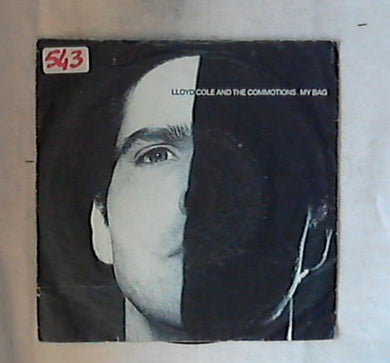 543
LLOYD COLE AND THE COMMOTIONS. MY BAG